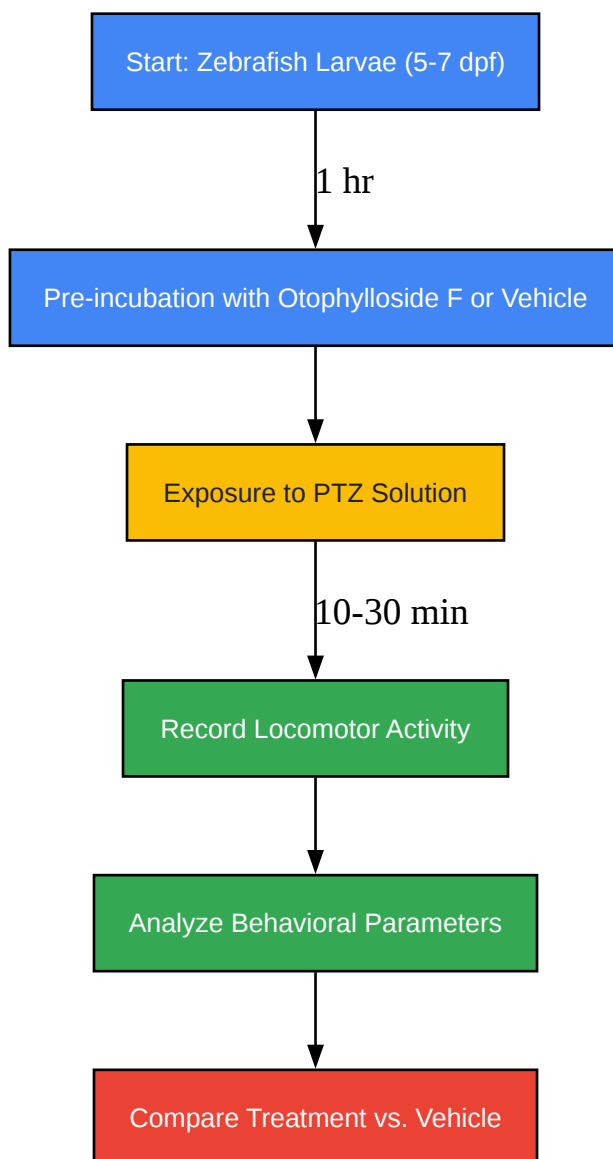 Start: Zebrafish Larvae (5-7 dpf)
1 hr
Pre-incubation with Otophylloside F or Vehicle
Exposure to PTZ Solution
10-30 min
Record Locomotor Activity
Analyze Behavioral Parameters
Compare Treatment vs. Vehicle